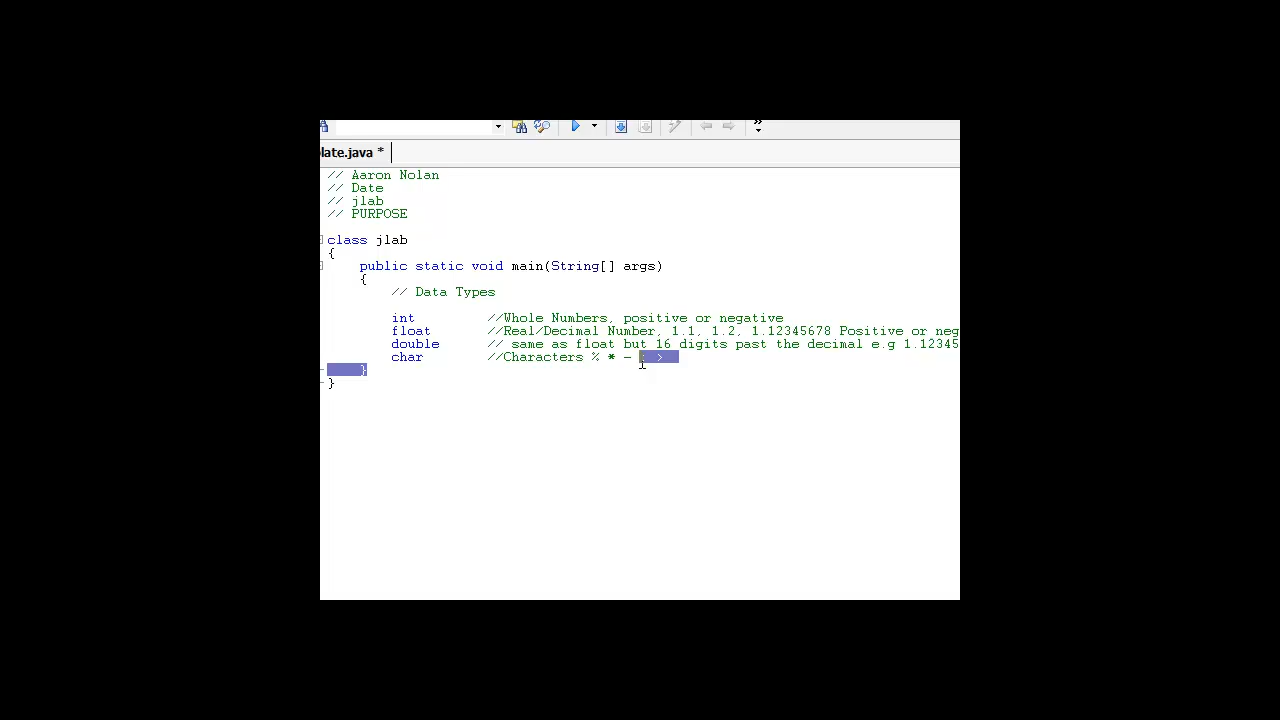 late.java *
// Aaron Nolan
// Date
// jlab
// PURPOSE
class jlab
{
public static void main(String[] args)
{
// Data Types
int //Whole Numbers, positive or negative
float //Real/Decimal Number, 1.1, 1.2, 1.12345678 Positive or neg
double // same as float but 16 digits past the decimal e.g 1.12345
char //Characters % * - >
}
}